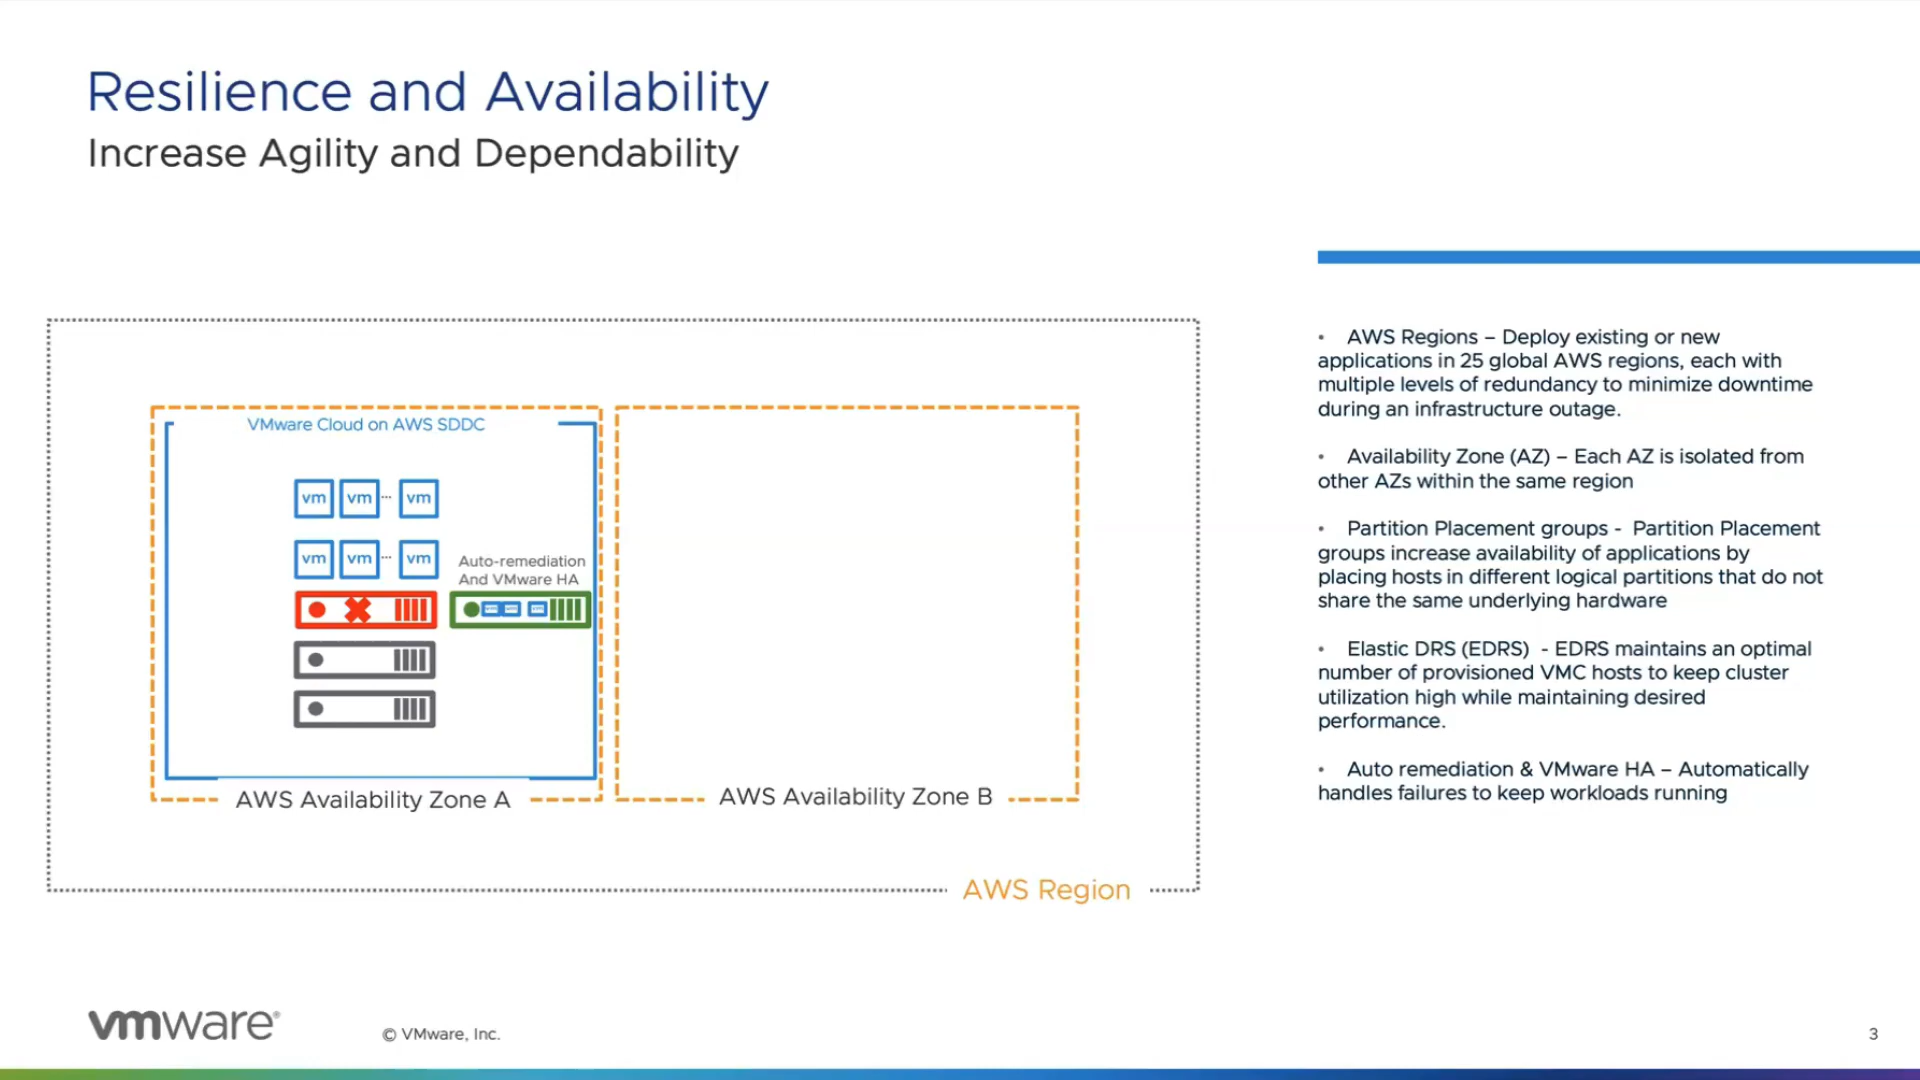 Resilience and Availability
Increase Agility and Dependability
VMware Cloud on AWS SDDC
vm vm ... vm
vm vm ... vm
Auto-remediation
And VMware HA
AWS Availability Zone A
AWS Availability Zone B
AWS Region
• AWS Regions – Deploy existing or new
applications in 25 global AWS regions, each with
multiple levels of redundancy to minimize downtime
during an infrastructure outage.
• Availability Zone (AZ) – Each AZ is isolated from
other AZs within the same region
• Partition Placement groups - Partition Placement
groups increase availability of applications by
placing hosts in different logical partitions that do not
share the same underlying hardware
• Elastic DRS (EDRS) - EDRS maintains an optimal
number of provisioned VMC hosts to keep cluster
utilization high while maintaining desired
performance.
• Auto remediation & VMware HA – Automatically
handles failures to keep workloads running
vmware®
© VMware, Inc.
3